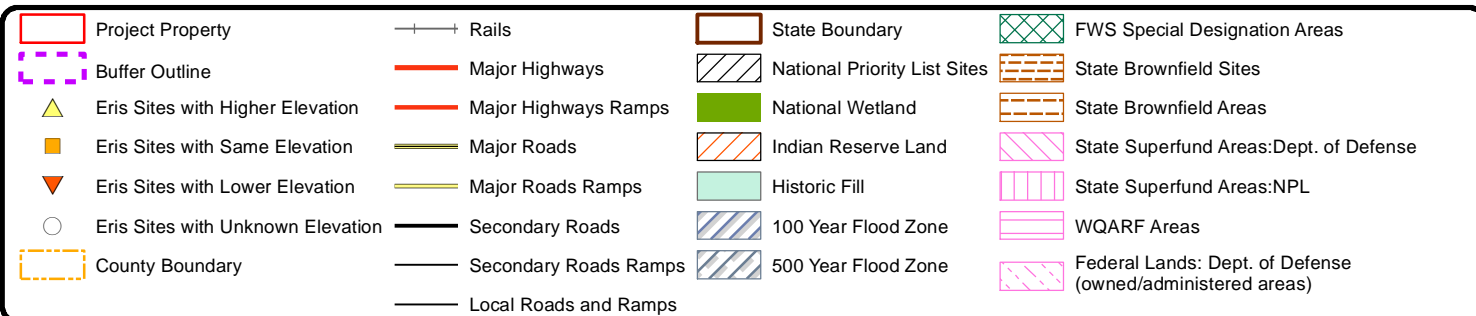 Project Property
Buffer Outline
Eris Sites with Higher Elevation
Eris Sites with Same Elevation
Eris Sites with Lower Elevation
Eris Sites with Unknown Elevation
County Boundary
Rails
Major Highways
Major Highways Ramps
Major Roads
Major Roads Ramps
Secondary Roads
Secondary Roads Ramps
Local Roads and Ramps
State Boundary
National Priority List Sites
National Wetland
Indian Reserve Land
Historic Fill
100 Year Flood Zone
500 Year Flood Zone
FWS Special Designation Areas
State Brownfield Sites
State Brownfield Areas
State Superfund Areas:Dept. of Defense
State Superfund Areas:NPL
WQARF Areas
Federal Lands: Dept. of Defense
(owned/administered areas)